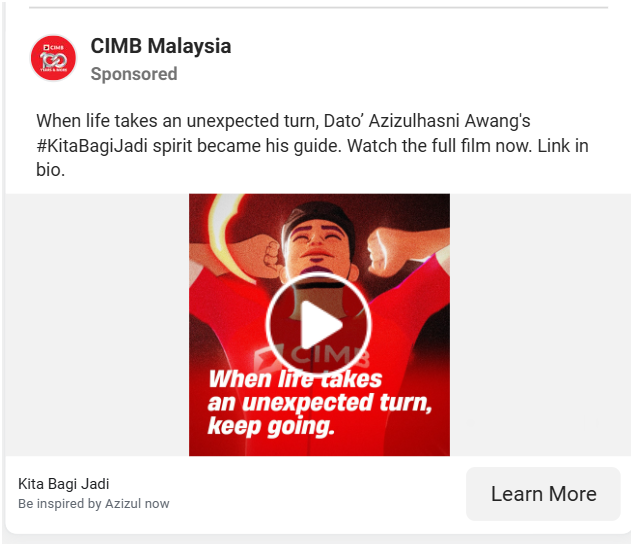 CIMB Malaysia
Sponsored
When life takes an unexpected turn, Dato’ Azizulhasni Awang's
#KitaBagiJadi spirit became his guide. Watch the full film now. Link in
bio.
CIMB
When life takes
an unexpected turn,
keep going.
Kita Bagi Jadi
Be inspired by Azizul now
Learn More